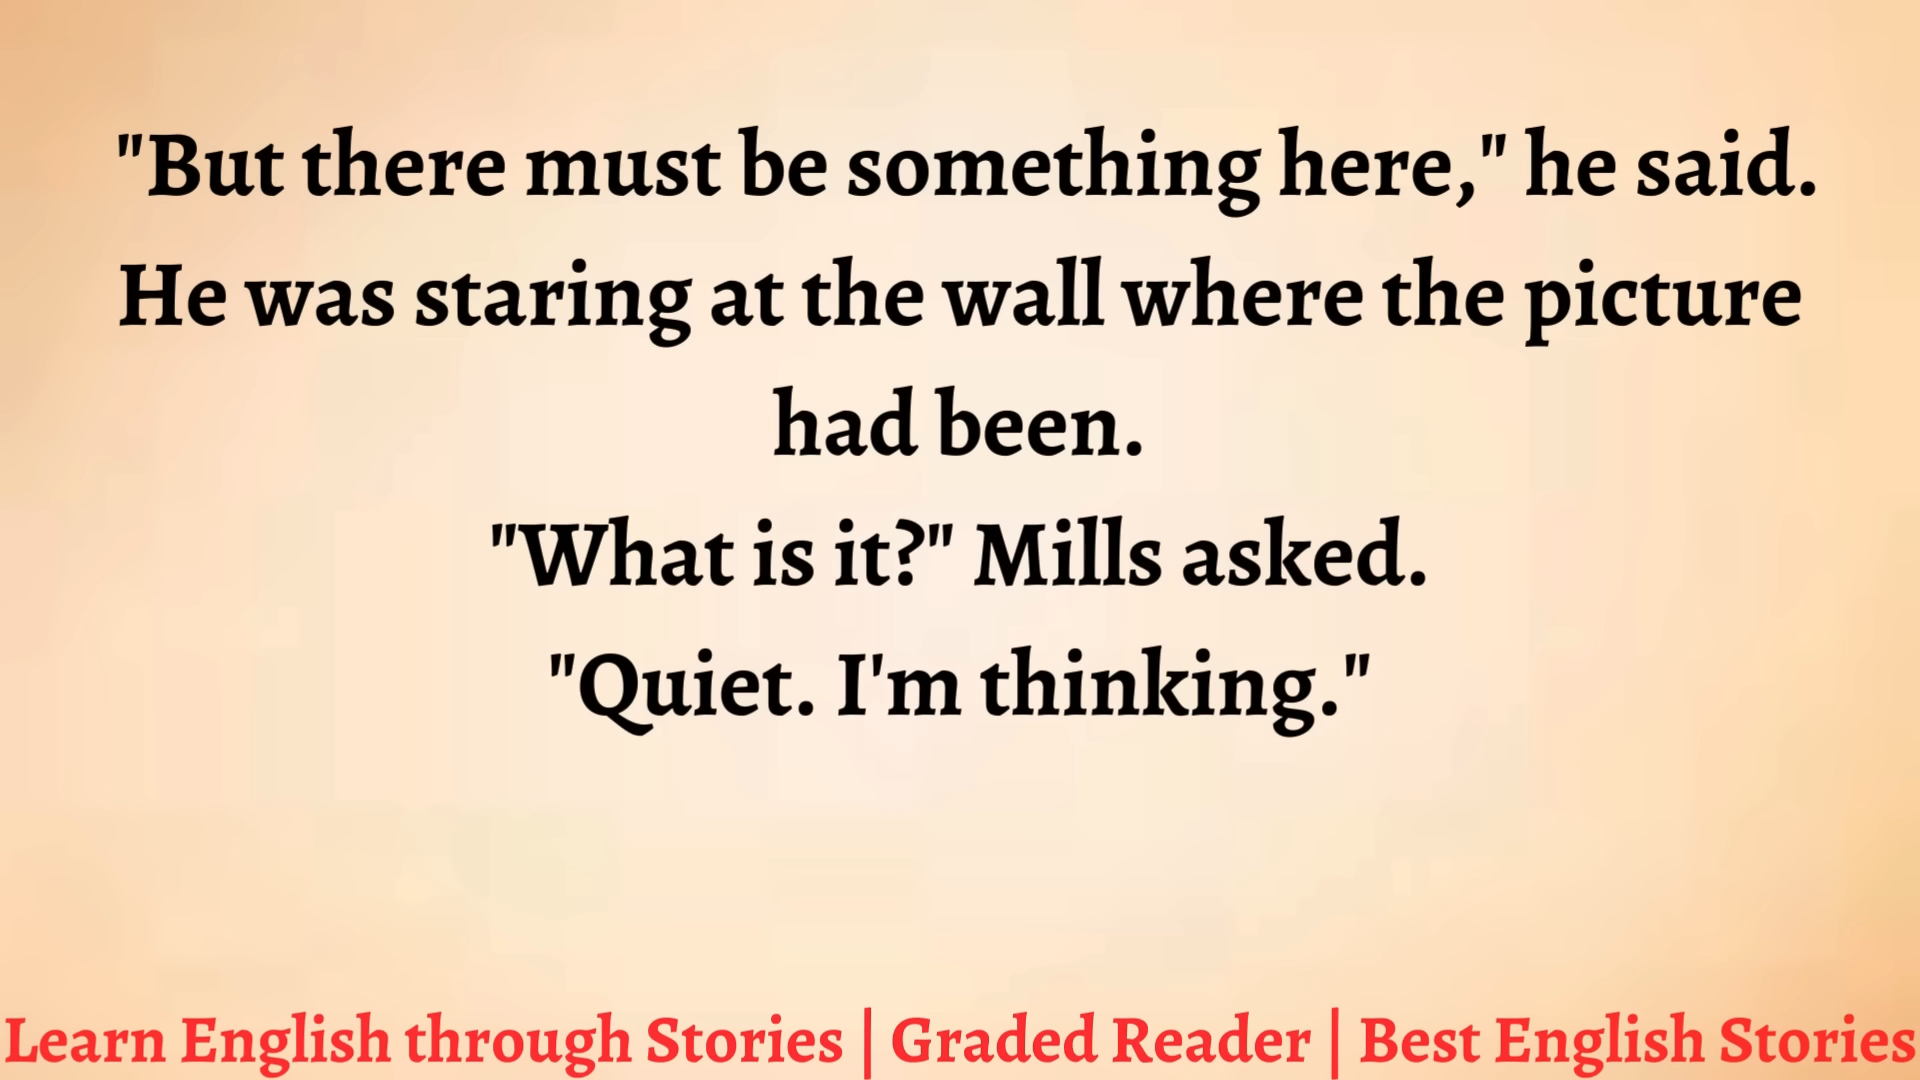 "But there must be something here," he said.
He was staring at the wall where the picture
had been.
"What is it?" Mills asked.
"Quiet. I'm thinking."
Learn English through Stories | Graded Reader | Best English Stories